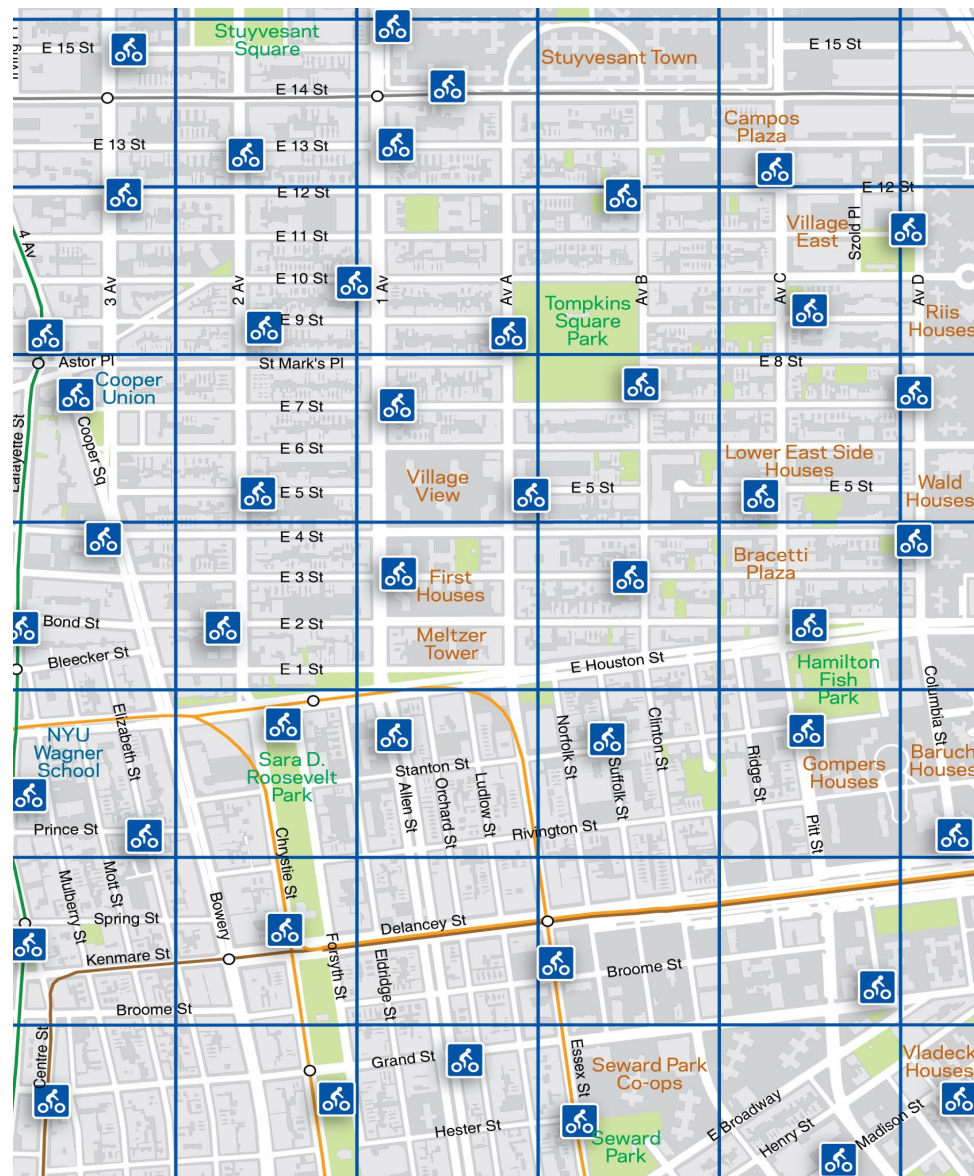 Irving Pl
E 15 St
Stuyvesant
Square
Stuyvesant Town
E 15 St
E 14 St
Campos
Plaza
E 13 St
E 13 St
E 12 St
E 12 St
Village
East
Szold Pl
E 11 St
4 Av
3 Av
2 Av
E 10 St
1 Av
Av A
Av B
Av C
Av D
Tompkins
Square
Park
Riis
Houses
E 9 St
Astor Pl
St Mark's Pl
E 8 St
Cooper
Union
E 7 St
Lafayette St
Cooper Sq
E 6 St
Village
View
Lower East Side
Houses
E 5 St
E 5 St
E 5 St
Wald
Houses
E 4 St
E 3 St
First
Houses
Bracetti
Plaza
Bond St
E 2 St
Meltzer
Tower
Bleecker St
E 1 St
E Houston St
Hamilton
Fish
Park
Columbia St
Elizabeth St
NYU
Wagner
School
Sara D.
Roosevelt
Park
Stanton St
Allen St
Orchard St
Ludlow St
Norfolk St
Suffolk St
Clinton St
Ridge St
Gompers
Houses
Baruch
Houses
Prince St
Rivington St
Pitt St
Chrystie St
Mulberry St
Mott St
Spring St
Bowery
Delancey St
Kenmare St
Forsyth St
Eldridge St
Broome St
Broome St
Centre St
Grand St
Essex St
Seward Park
Co-ops
Vladeck
Houses
Hester St
Seward
Park
E Broadway
Henry St
Madison St